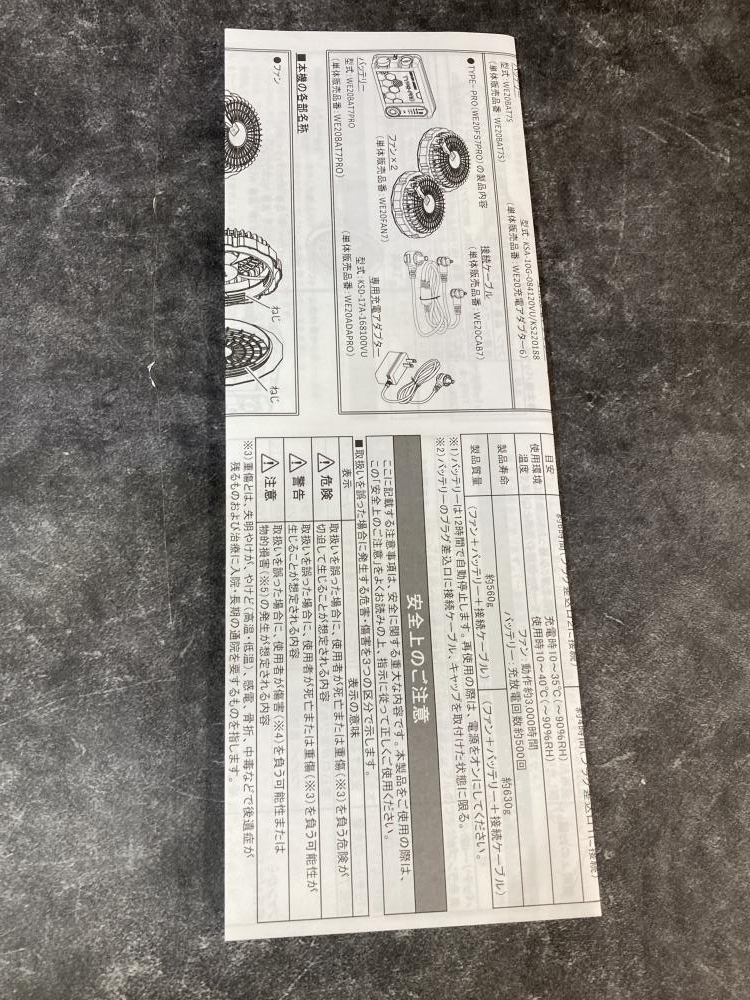 型式：WE20BAT7S
（単体販売品番：WE20BAT7S）
型式：KSA-10G-084120VU/KS220188
（単体販売品番：WE20充電アダプター6）
●TYPE-PRO（WE20FS7PRO）の製品内容
バッテリー
型式：WE20BAT7PRO
（単体販売品番：WE20BAT7PRO）
ファン×2
（単体販売品番：WE20FAN7）
接続ケーブル
（単体販売品番：WE20CAB7）
専用充電アダプター
型式：KSD-17A-168100VU
（単体販売品番：WE20ADAPRO）
■本機の各部名称
●ファン
ねじ
ねじ
目安
使用環境
温度
充電時10～35℃（～90%RH）
使用時10～40℃（～90%RH）
製品寿命
ファン：動作約3,000時間
バッテリー：充放電回数約500回
製品質量
約560g
（ファン＋バッテリー＋接続ケーブル）
約630g
（ファン＋バッテリー＋接続ケーブル）
※1）バッテリーは12時間で自動停止します。再使用の際は、電源をオンにしてください。
※2）バッテリーのプラグ差込口に接続ケーブル、キャップを取付けた状態に限る。
安全上のご注意
ここに記載する注意事項は、安全に関する重大な内容です。本製品をご使用の際は、
この「安全上のご注意」をよくお読みの上、指示に従って正しくご使用ください。
■取扱いを誤った場合に発生する危害・傷害を3つの区分で示します。
表示
表示の意味
危険
取扱いを誤った場合に、使用者が死亡または重傷（※3）を負う危険が
切迫して生じることが想定される内容
警告
取扱いを誤った場合に、使用者が死亡または重傷（※3）を負う可能性が
生じることが想定される内容
注意
取扱いを誤った場合に、使用者が傷害（※4）を負う可能性または
物的損害（※5）の発生が想定される内容
※3）重傷とは、失明やけが、やけど（高温・低温）、感電、骨折、中毒などで後遺症が
残るものおよび治療に入院・長期の通院を要するものを指します。